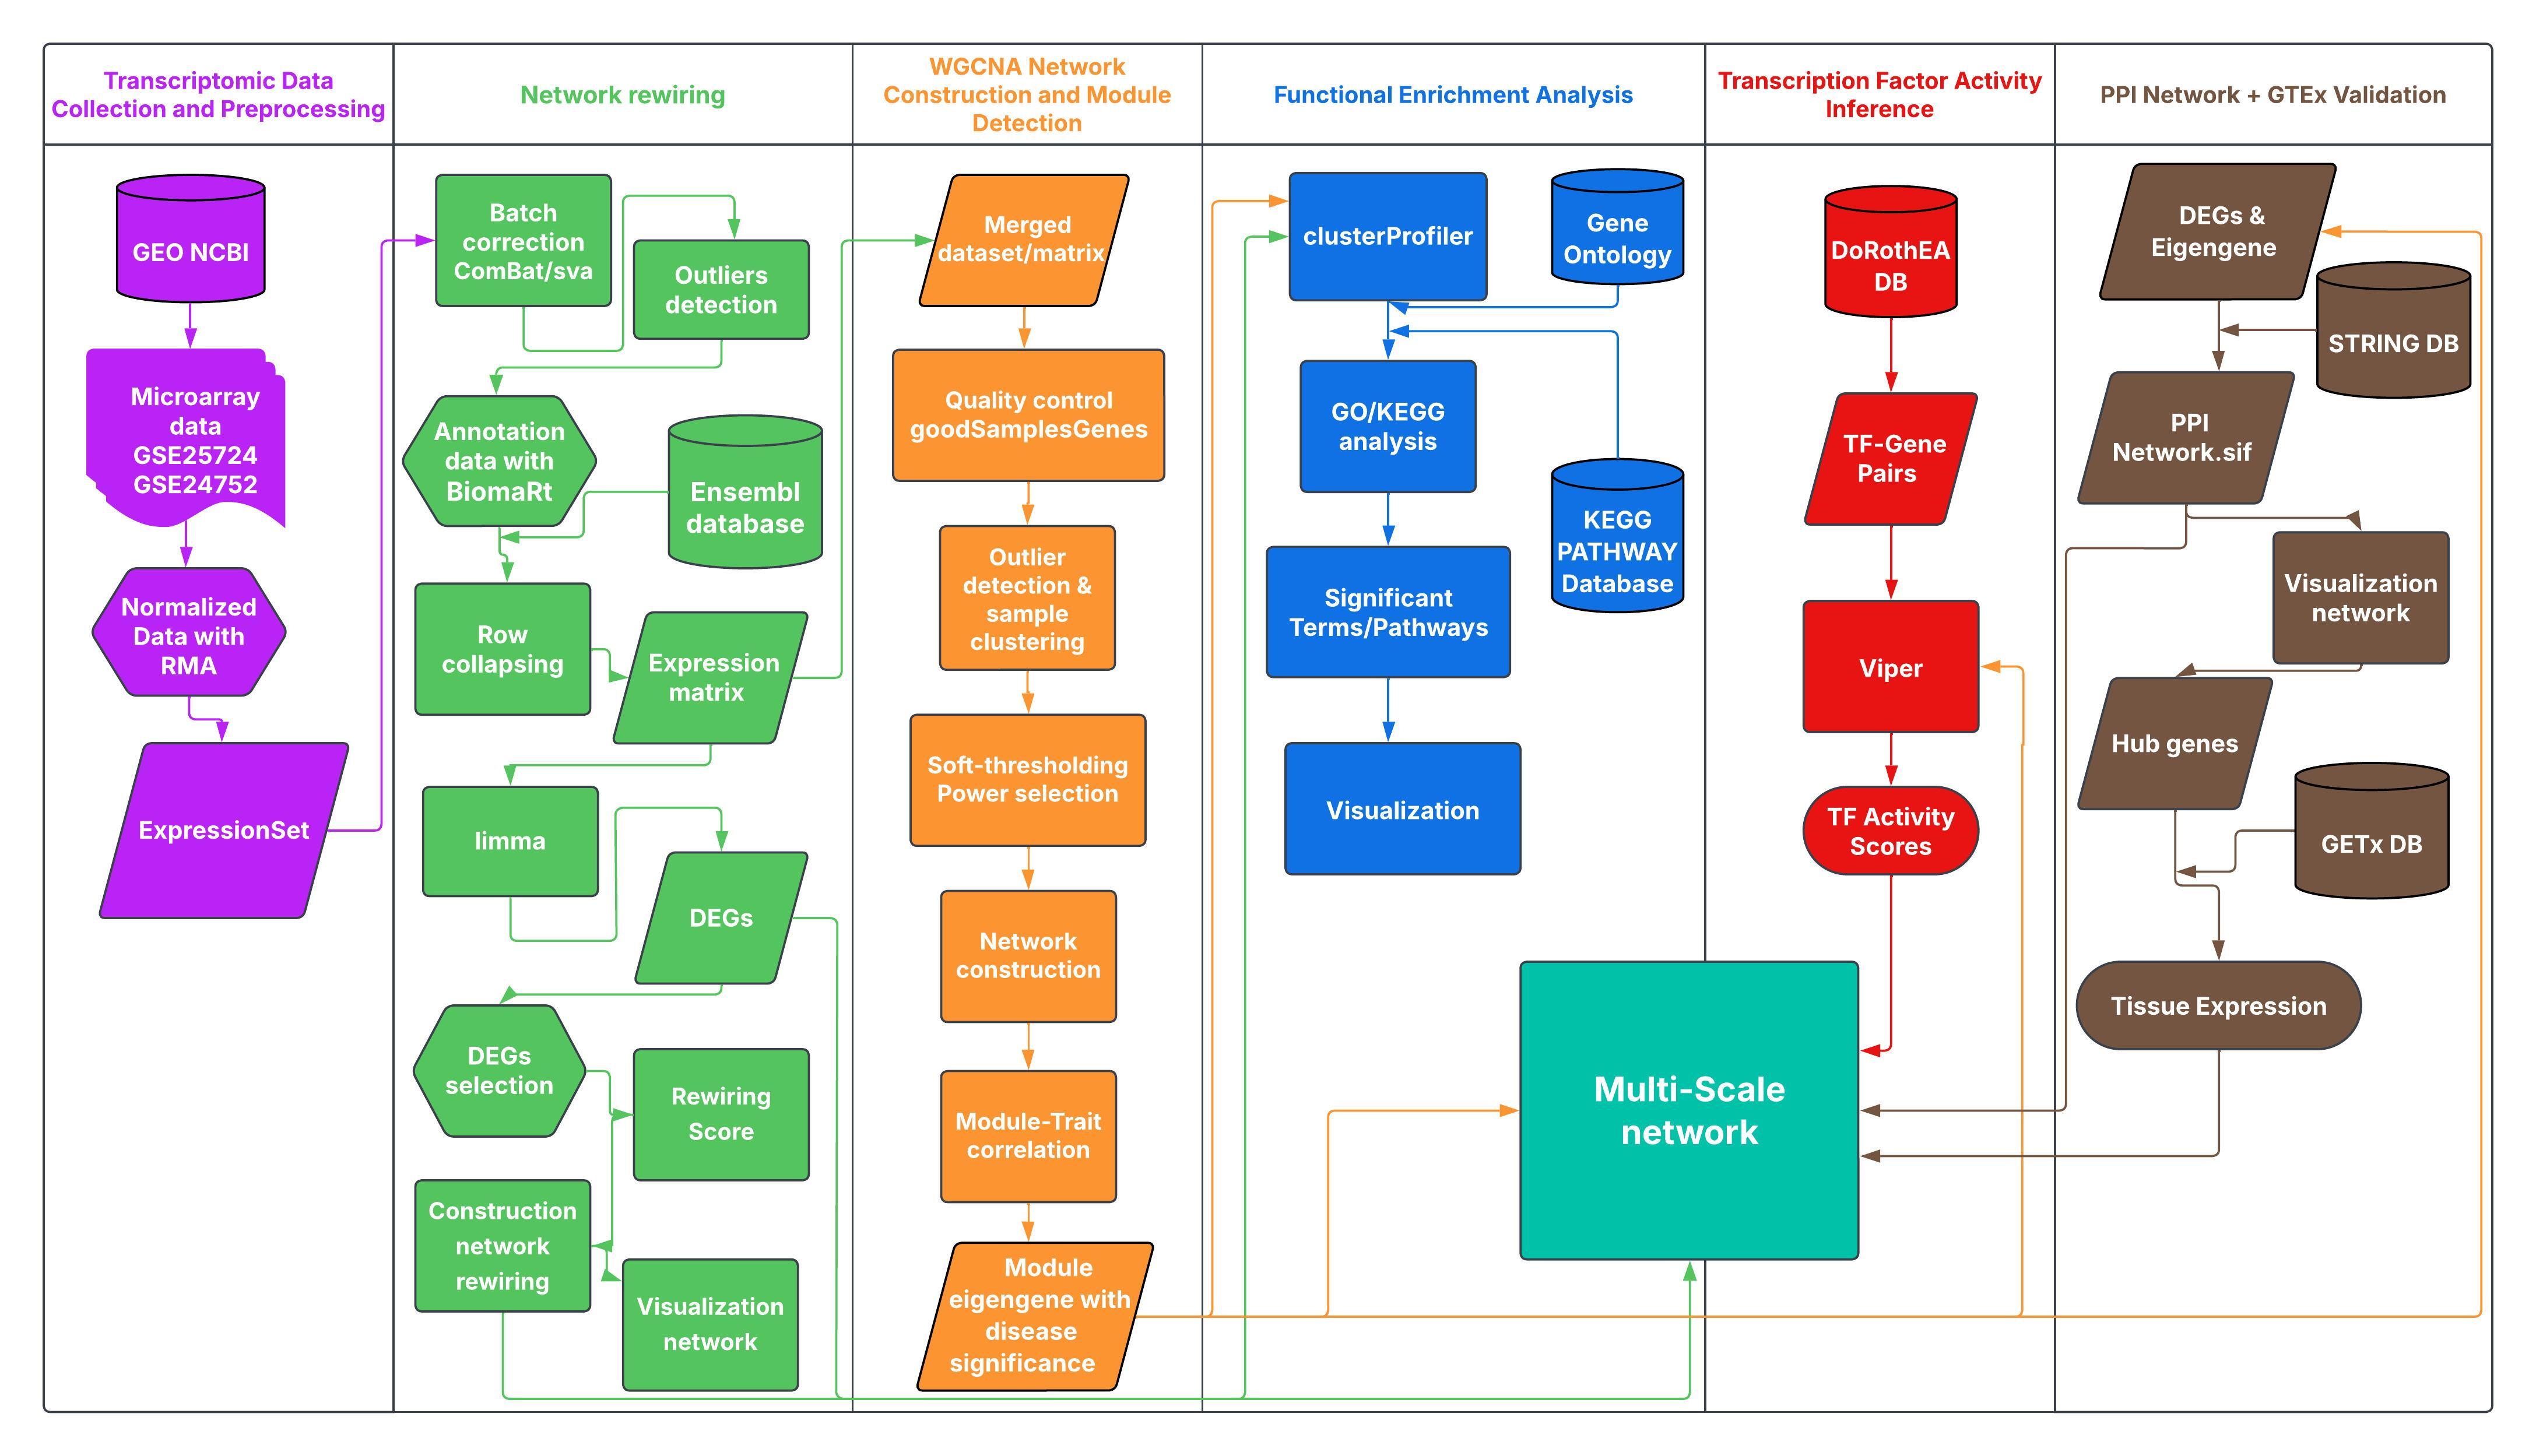 Transcriptomic Data
Collection and Preprocessing
Network rewiring
WGCNA Network
Construction and Module
Detection
Functional Enrichment Analysis
Transcription Factor Activity
Inference
PPI Network + GTEx Validation
GEO NCBI
Microarray
data
GSE25724
GSE24752
Normalized
Data with
RMA
ExpressionSet
Batch
correction
ComBat/sva
Outliers
detection
Annotation
data with
BiomaRt
Ensembl
database
Row
collapsing
Expression
matrix
limma
DEGs
DEGs
selection
Rewiring
Score
Construction
network
rewiring
Visualization
network
Merged
dataset/matrix
Quality control
goodSamplesGenes
Outlier
detection &
sample
clustering
Soft-thresholding
Power selection
Network
construction
Module-Trait
correlation
Module
eigengene with
disease
significance
clusterProfiler
Gene
Ontology
GO/KEGG
analysis
KEGG
PATHWAY
Database
Significant
Terms/Pathways
Visualization
Multi-Scale
network
DoRothEA
DB
TF-Gene
Pairs
Viper
TF Activity
Scores
DEGs &
Eigengene
STRING DB
PPI
Network.sif
Visualization
network
Hub genes
GETx DB
Tissue Expression